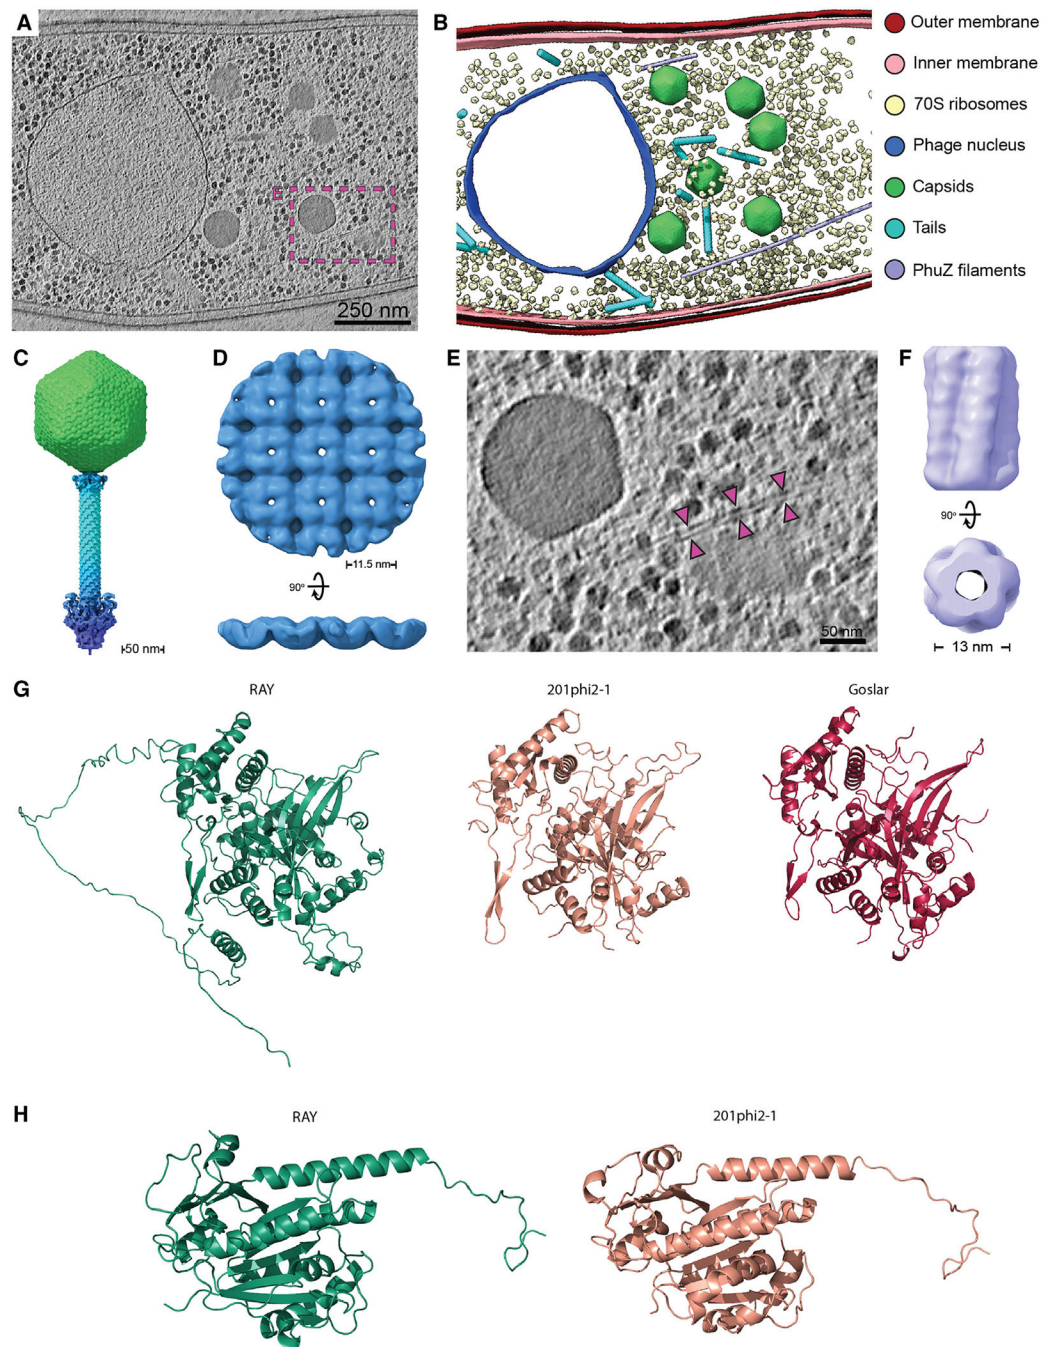 A
E
250 nm
B
Outer membrane
Inner membrane
70S ribosomes
Phage nucleus
Capsids
Tails
PhuZ filaments
C
50 nm
D
11.5 nm
90°
E
50 nm
F
90°
13 nm
G
RAY
201phi2-1
Goslar
H
RAY
201phi2-1